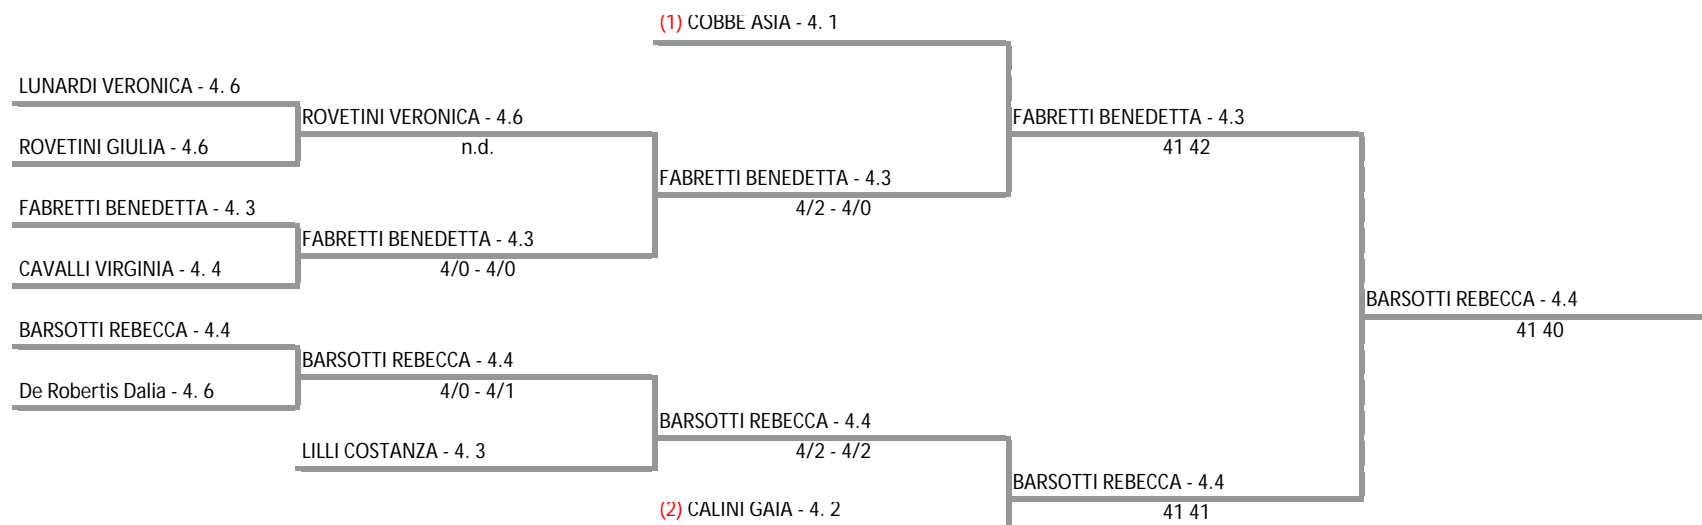 (1) COBBE ASIA - 4. 1
LUNARDI VERONICA - 4. 6
ROVETINI VERONICA - 4.6
n.d.
ROVETINI GIULIA - 4.6
FABRETTI BENEDETTA - 4.3
41 42
FABRETTI BENEDETTA - 4.3
4/2 - 4/0
FABRETTI BENEDETTA - 4. 3
FABRETTI BENEDETTA - 4.3
4/0 - 4/0
CAVALLI VIRGINIA - 4. 4
BARSOTTI REBECCA - 4.4
41 40
BARSOTTI REBECCA - 4.4
BARSOTTI REBECCA - 4.4
4/0 - 4/1
De Robertis Dalia - 4. 6
BARSOTTI REBECCA - 4.4
4/2 - 4/2
LILLI COSTANZA - 4. 3
BARSOTTI REBECCA - 4.4
41 41
(2) CALINI GAIA - 4. 2